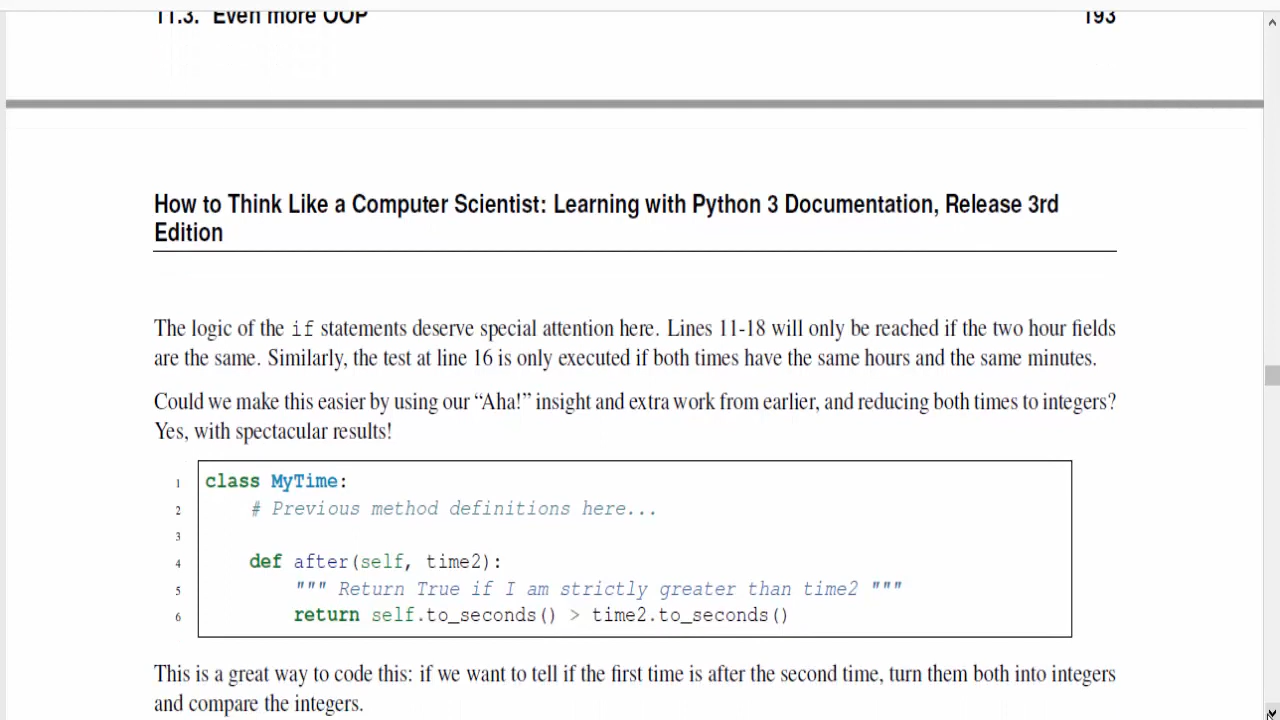 11.3. Even more OOP 193
How to Think Like a Computer Scientist: Learning with Python 3 Documentation, Release 3rd
Edition
The logic of the if statements deserve special attention here. Lines 11-18 will only be reached if the two hour fields
are the same. Similarly, the test at line 16 is only executed if both times have the same hours and the same minutes.
Could we make this easier by using our “Aha!” insight and extra work from earlier, and reducing both times to integers?
Yes, with spectacular results!
1 class MyTime:
2     # Previous method definitions here...
3
4     def after(self, time2):
5         """ Return True if I am strictly greater than time2 """
6         return self.to_seconds() > time2.to_seconds()
This is a great way to code this: if we want to tell if the first time is after the second time, turn them both into integers
and compare the integers.